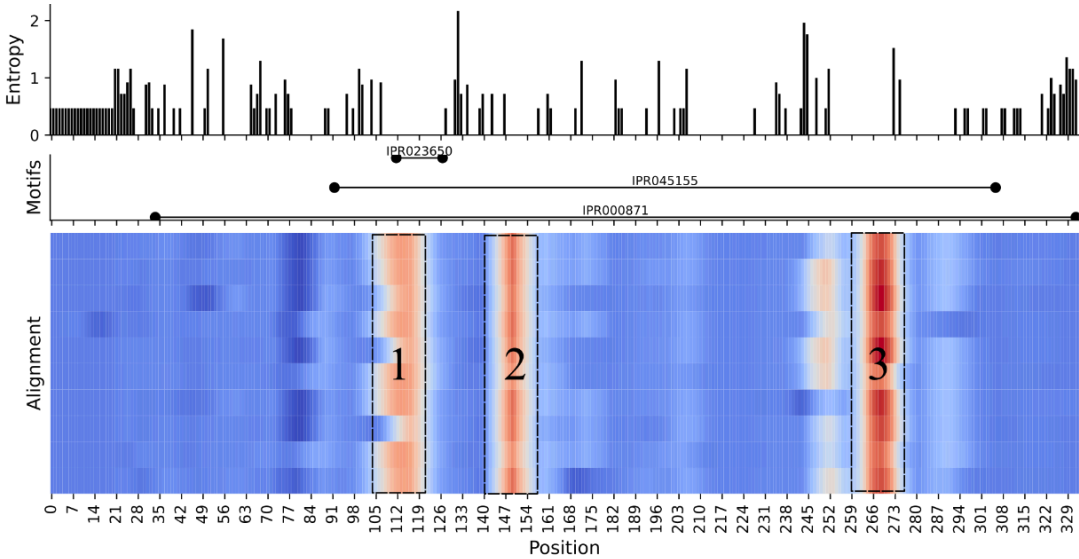 Entropy
2
1
0
Motifs
IPR023650
IPR045155
IPR000871
Alignment
1 2 3
0 7 14 21 28 35 42 49 56 63 70 77 84 91 98 105 112 119 126 133 140 147 154 161 168 175 182 189 196 203 210 217 224 231 238 245 252 259 266 273 280 287 294 301 308 315 322 329
Position